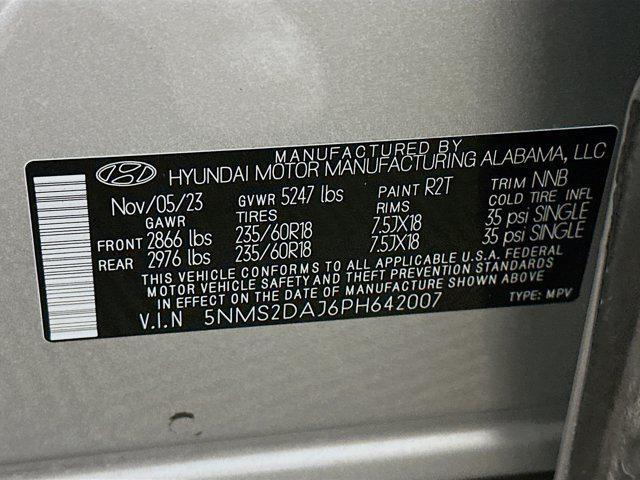 MANUFACTURED BY
HYUNDAI MOTOR MANUFACTURING ALABAMA, LLC
Nov/05/23 GVWR 5247 lbs PAINT R2T TRIM NNB
GAWR TIRES RIMS COLD TIRE INFL
FRONT 2866 lbs 235/60R18 7.5JX18 35 psi SINGLE
REAR 2976 lbs 235/60R18 7.5JX18 35 psi SINGLE
THIS VEHICLE CONFORMS TO ALL APPLICABLE U.S.A. FEDERAL
MOTOR VEHICLE SAFETY AND THEFT PREVENTION STANDARDS
IN EFFECT ON THE DATE OF MANUFACTURE SHOWN ABOVE
V.I.N 5NMS2DAJ6PH642007 TYPE: MPV